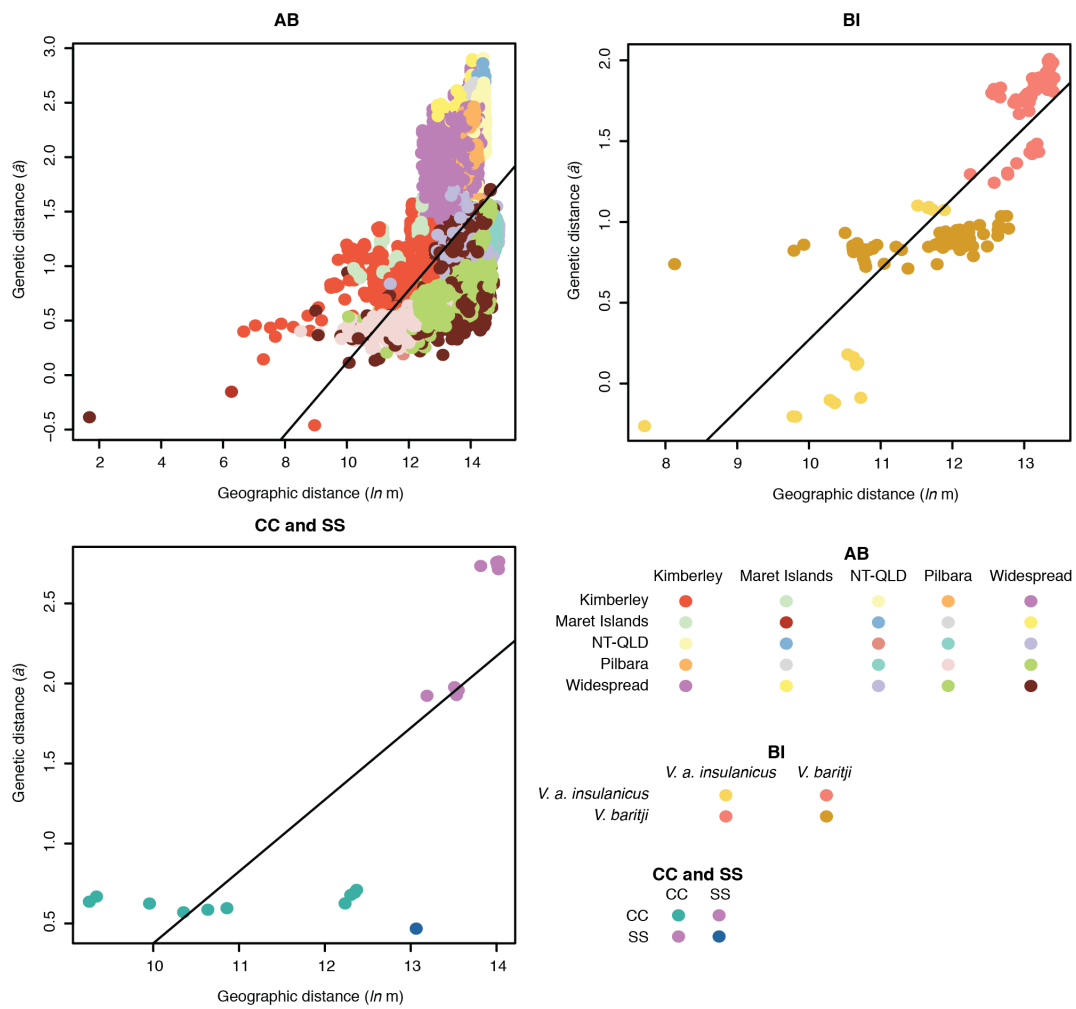 AB
Genetic distance (â)
3.0
2.5
2.0
1.5
1.0
0.5
0.0
−0.5
2 4 6 8 10 12 14
Geographic distance (ln m)
BI
Genetic distance (â)
2.0
1.5
1.0
0.5
0.0
8 9 10 11 12 13
Geographic distance (ln m)
CC and SS
Genetic distance (â)
2.5
2.0
1.5
1.0
0.5
10 11 12 13 14
Geographic distance (ln m)
AB
Kimberley Maret Islands NT-QLD Pilbara Widespread
Kimberley
Maret Islands
NT-QLD
Pilbara
Widespread
BI
V. a. insulanicus V. baritji
V. a. insulanicus
V. baritji
CC and SS
CC SS
CC
SS